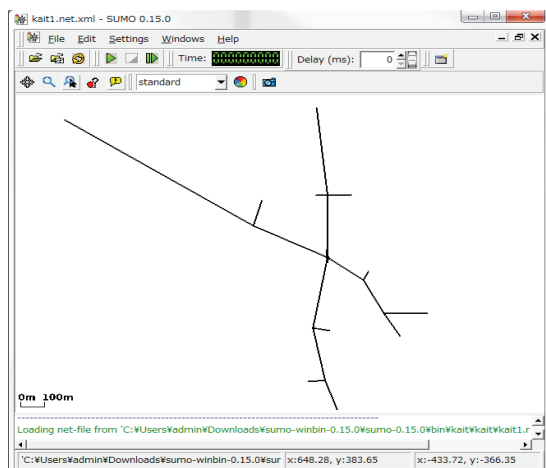 kait1.net.xml - SUMO 0.15.0
File Edit Settings Windows Help
Time: Delay (ms): 0
standard
0m 100m
Loading net-file from 'C:¥Users¥admin¥Downloads¥sumo-winbin-0.15.0¥sumo-0.15.0¥bin¥kait¥kait¥kait1.r
'C:¥Users¥admin¥Downloads¥sumo-winbin-0.15.0¥sur x:648.28, y:383.65 x:-433.72, y:-366.35